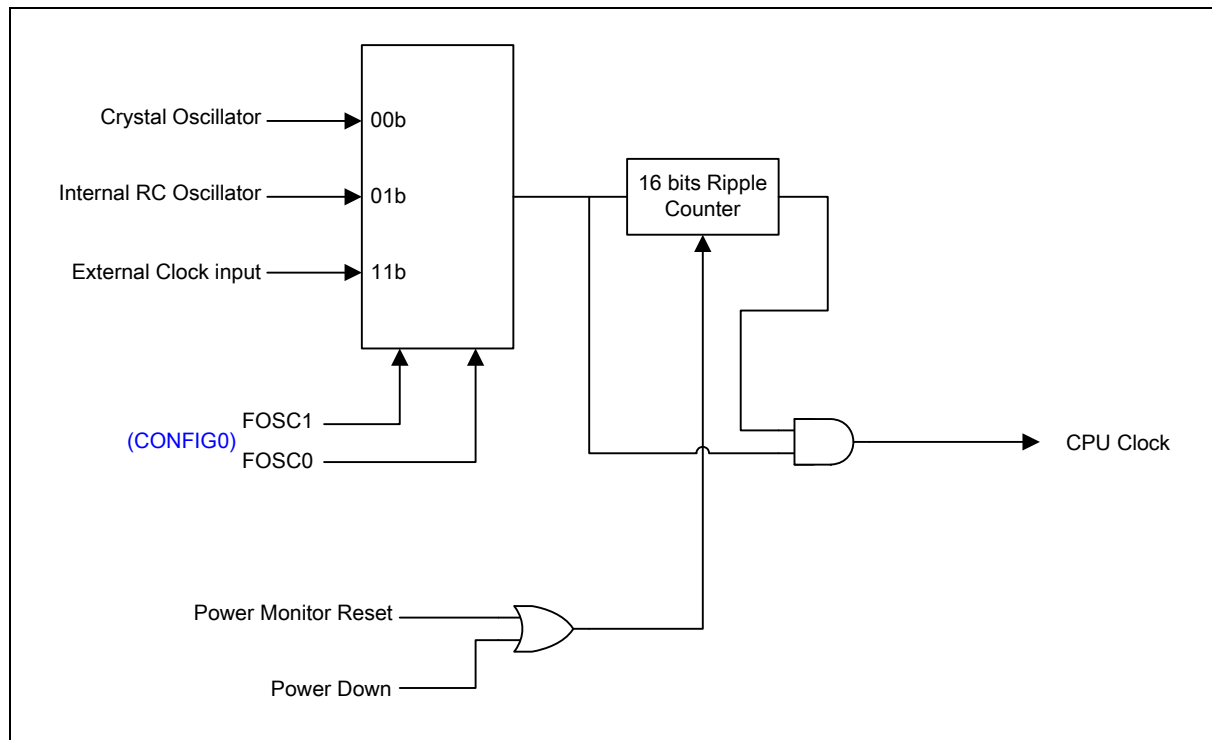 Crystal Oscillator
00b
Internal RC Oscillator
01b
16 bits Ripple
Counter
External Clock input
11b
FOSC1
(CONFIG0)
FOSC0
CPU Clock
Power Monitor Reset
Power Down